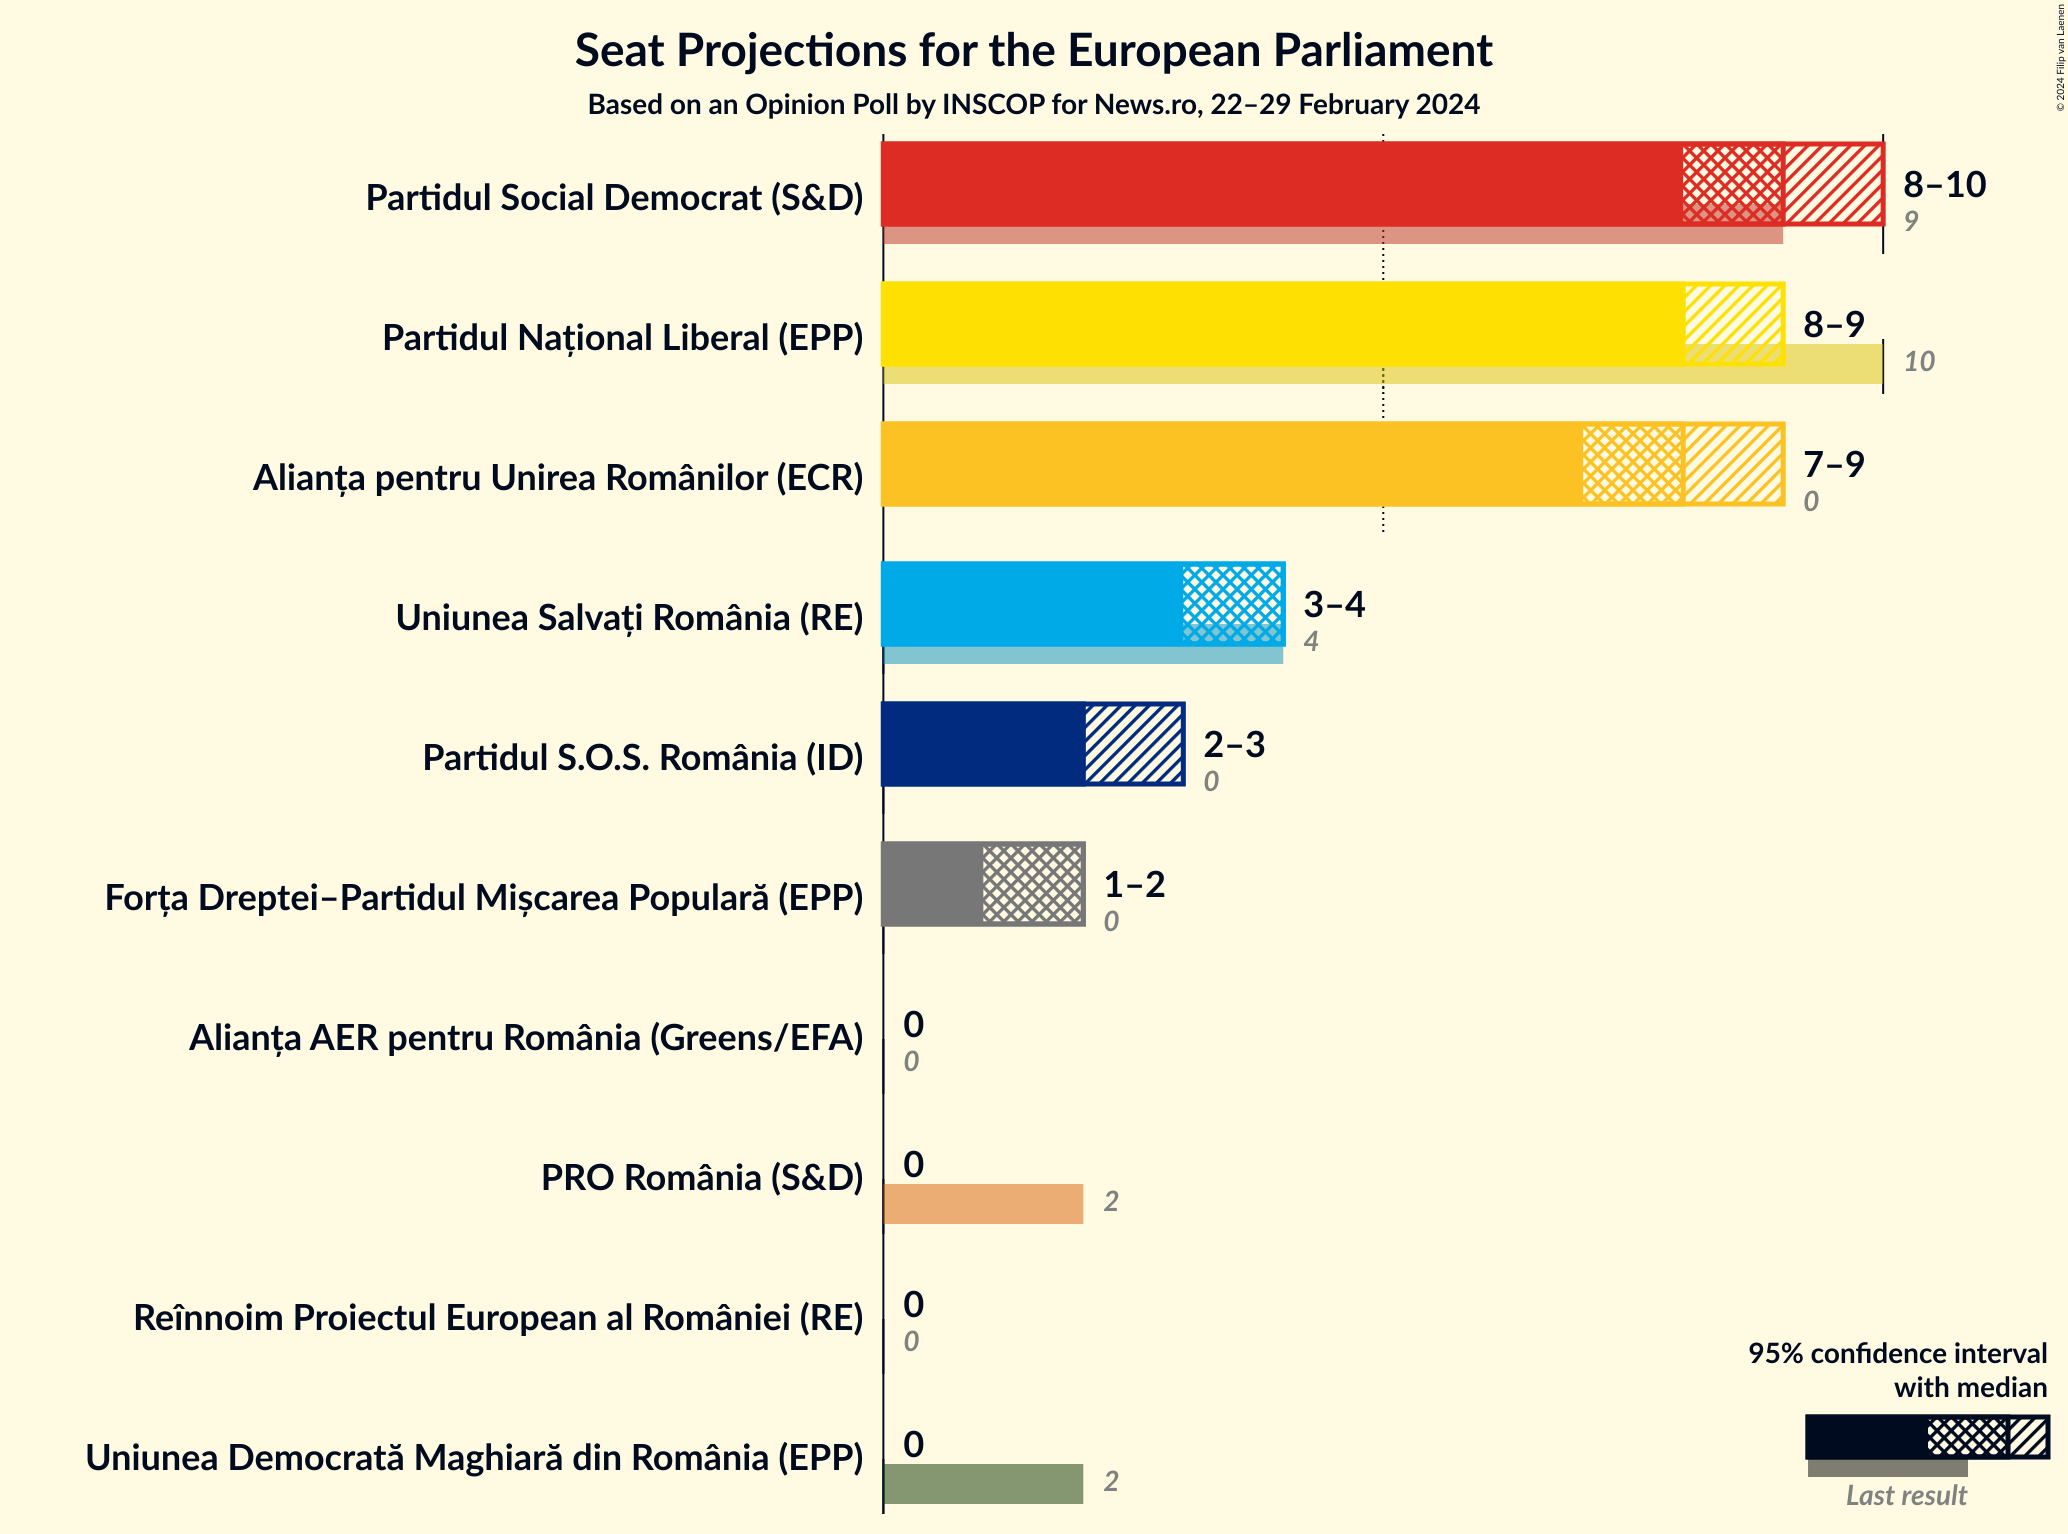 Seat Projections for the European Parliament
Based on an Opinion Poll by INSCOP for News.ro, 22–29 February 2024
© 2024 Filip van Laenen
Partidul Social Democrat (S&D)
8–10
9
Partidul Național Liberal (EPP)
8–9
10
Alianța pentru Unirea Românilor (ECR)
7–9
0
Uniunea Salvați România (RE)
3–4
4
Partidul S.O.S. România (ID)
2–3
0
Forța Dreptei–Partidul Mișcarea Populară (EPP)
1–2
0
Alianța AER pentru România (Greens/EFA)
0
0
PRO România (S&D)
0
2
Reînnoim Proiectul European al României (RE)
0
0
Uniunea Democrată Maghiară din România (EPP)
0
2
95% confidence interval
with median
Last result